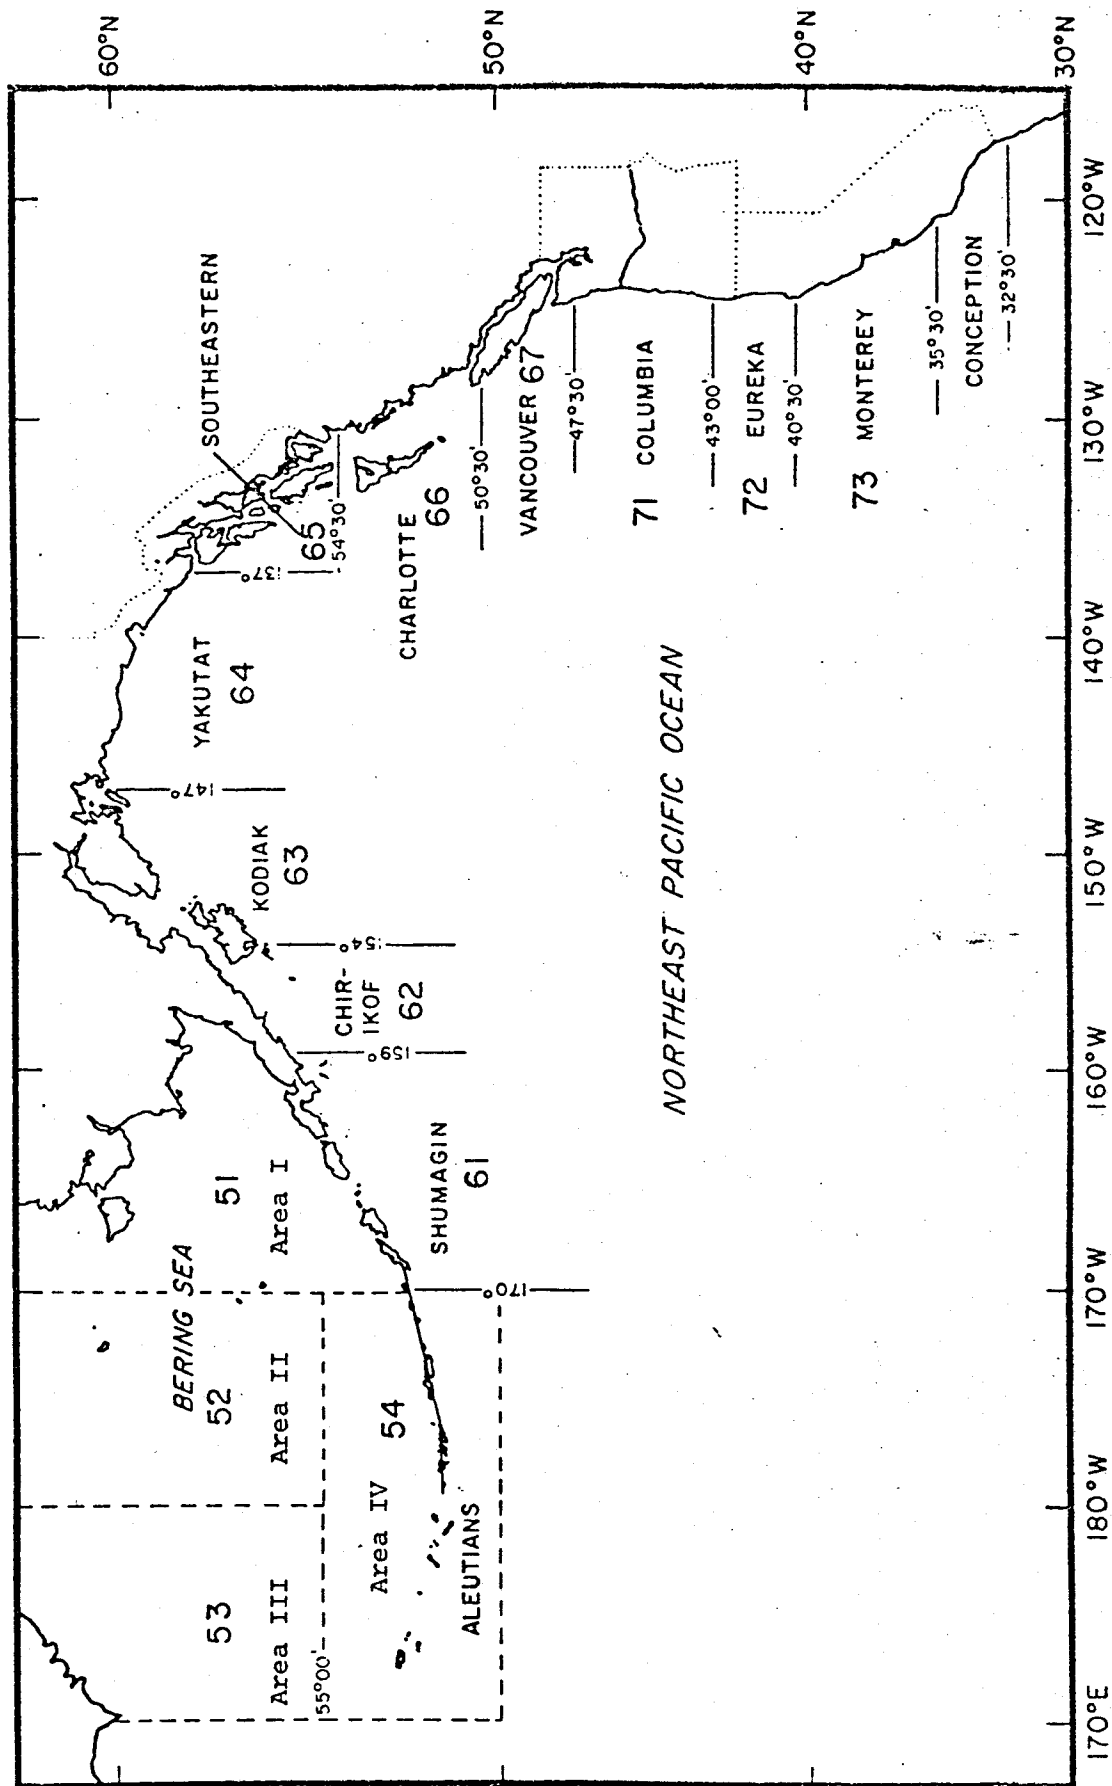 60°N
50°N
40°N
30°N
120°W
130°W
140°W
150°W
160°W
170°W
180°W
170°E
BERING SEA
53
Area III
55°00'
52
Area II
51
Area I
Area IV
54
ALEUTIANS
170°
SHUMAGIN
61
159°
CHIR-
IKOF
62
154°
KODIAK
63
147°
YAKUTAT
64
137°
SOUTHEASTERN
65
54°30'
CHARLOTTE
66
50°30'
VANCOUVER 67
47°30'
71 COLUMBIA
43°00'
72 EUREKA
40°30'
73 MONTEREY
35°30'
CONCEPTION
32°30'
NORTHEAST PACIFIC OCEAN